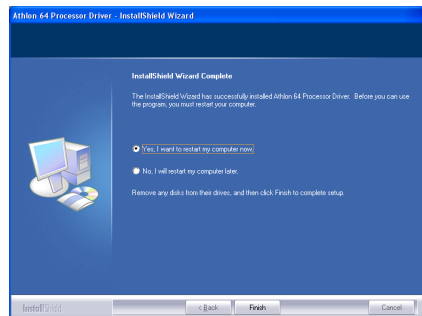 Athlon 64 Processor Driver - InstallShield Wizard
InstallShield Wizard Complete
The InstallShield Wizard has successfully installed Athlon 64 Processor Driver. Before you can use
the program, you must restart your computer.
Yes, I want to restart my computer now.
No, I will restart my computer later.
Remove any disks from their drives, and then click Finish to complete setup.
InstallShield
< Back
Finish
Cancel